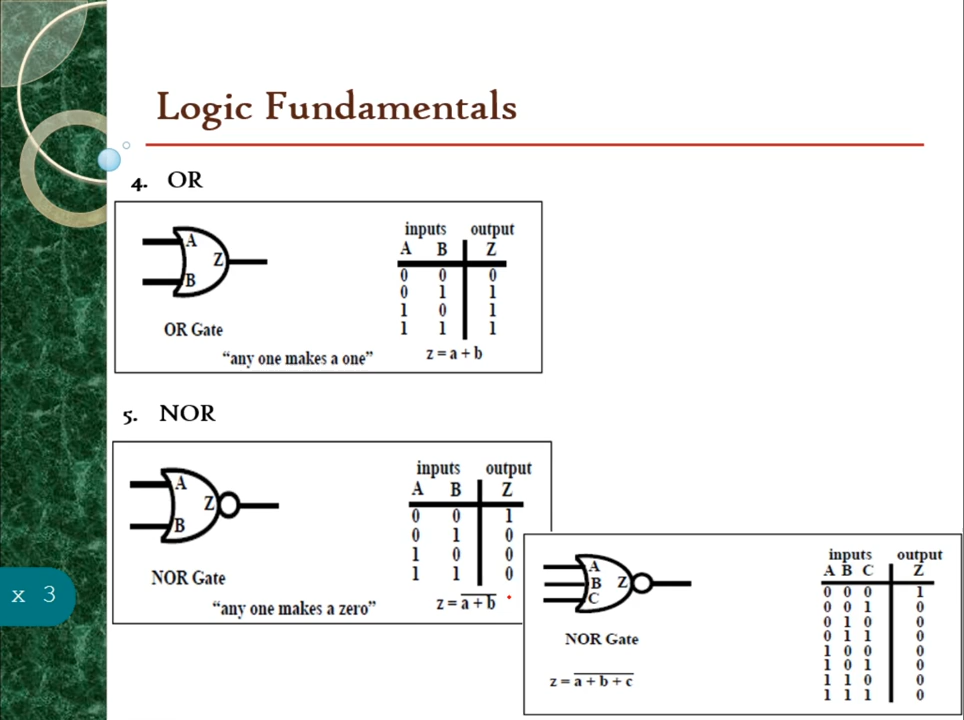 Logic Fundamentals
4. OR
inputs output
A B Z
0 0 0
0 1 1
1 0 1
1 1 1
A
Z
B
OR Gate
"any one makes a one"
z = a + b
5. NOR
inputs output
A B Z
0 0 1
0 1 0
1 0 0
1 1 0
A
Z
B
NOR Gate
"any one makes a zero"
z = a̅ ̅+̅ ̅b̅
x 3
inputs output
A B C Z
0 0 0 1
0 0 1 0
0 1 0 0
0 1 1 0
1 0 0 0
1 0 1 0
1 1 0 0
1 1 1 0
A
B Z
C
NOR Gate
z = a̅ ̅+̅ ̅b̅ ̅+̅ ̅c̅